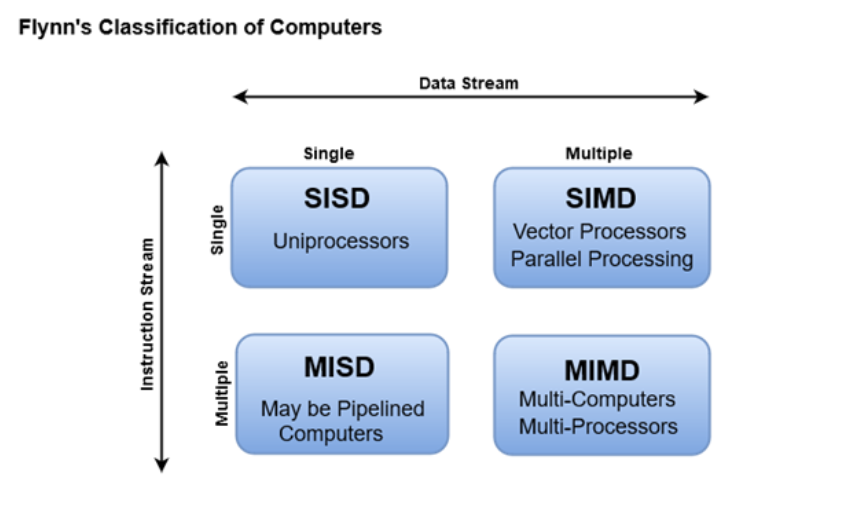 Flynn's Classification of Computers
Data Stream
Single
Multiple
Instruction Stream
Single
SISD
Uniprocessors
SIMD
Vector Processors
Parallel Processing
Multiple
MISD
May be Pipelined
Computers
MIMD
Multi-Computers
Multi-Processors